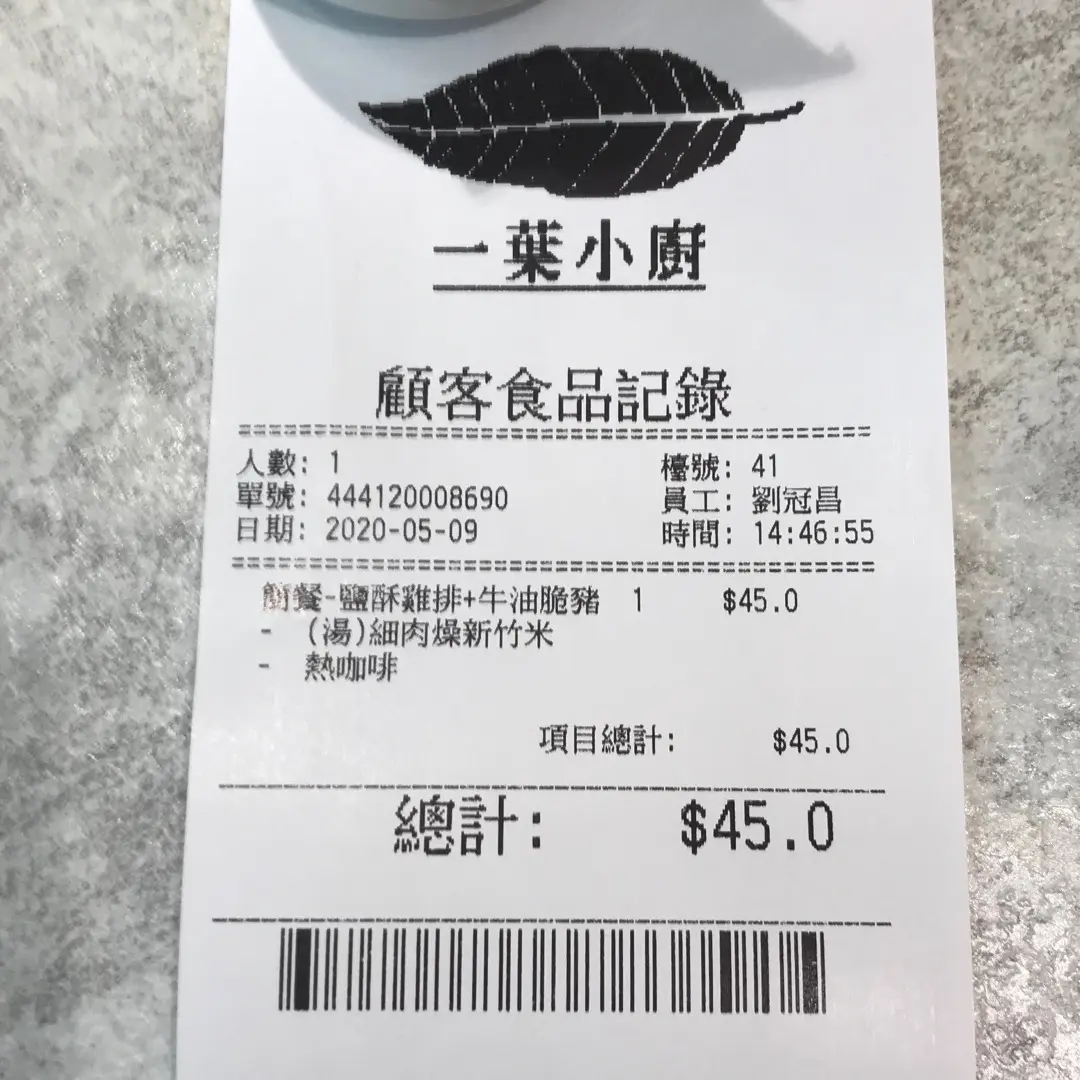 一葉小廚
顧客食品記錄
人數: 1 檯號: 41
單號: 444120008690 員工: 劉冠昌
日期: 2020-05-09 時間: 14:46:55
簡餐-鹽酥雞排+牛油脆豬 1 $45.0
- (湯)細肉燥新竹米
- 熱咖啡
項目總計: $45.0
總計: $45.0